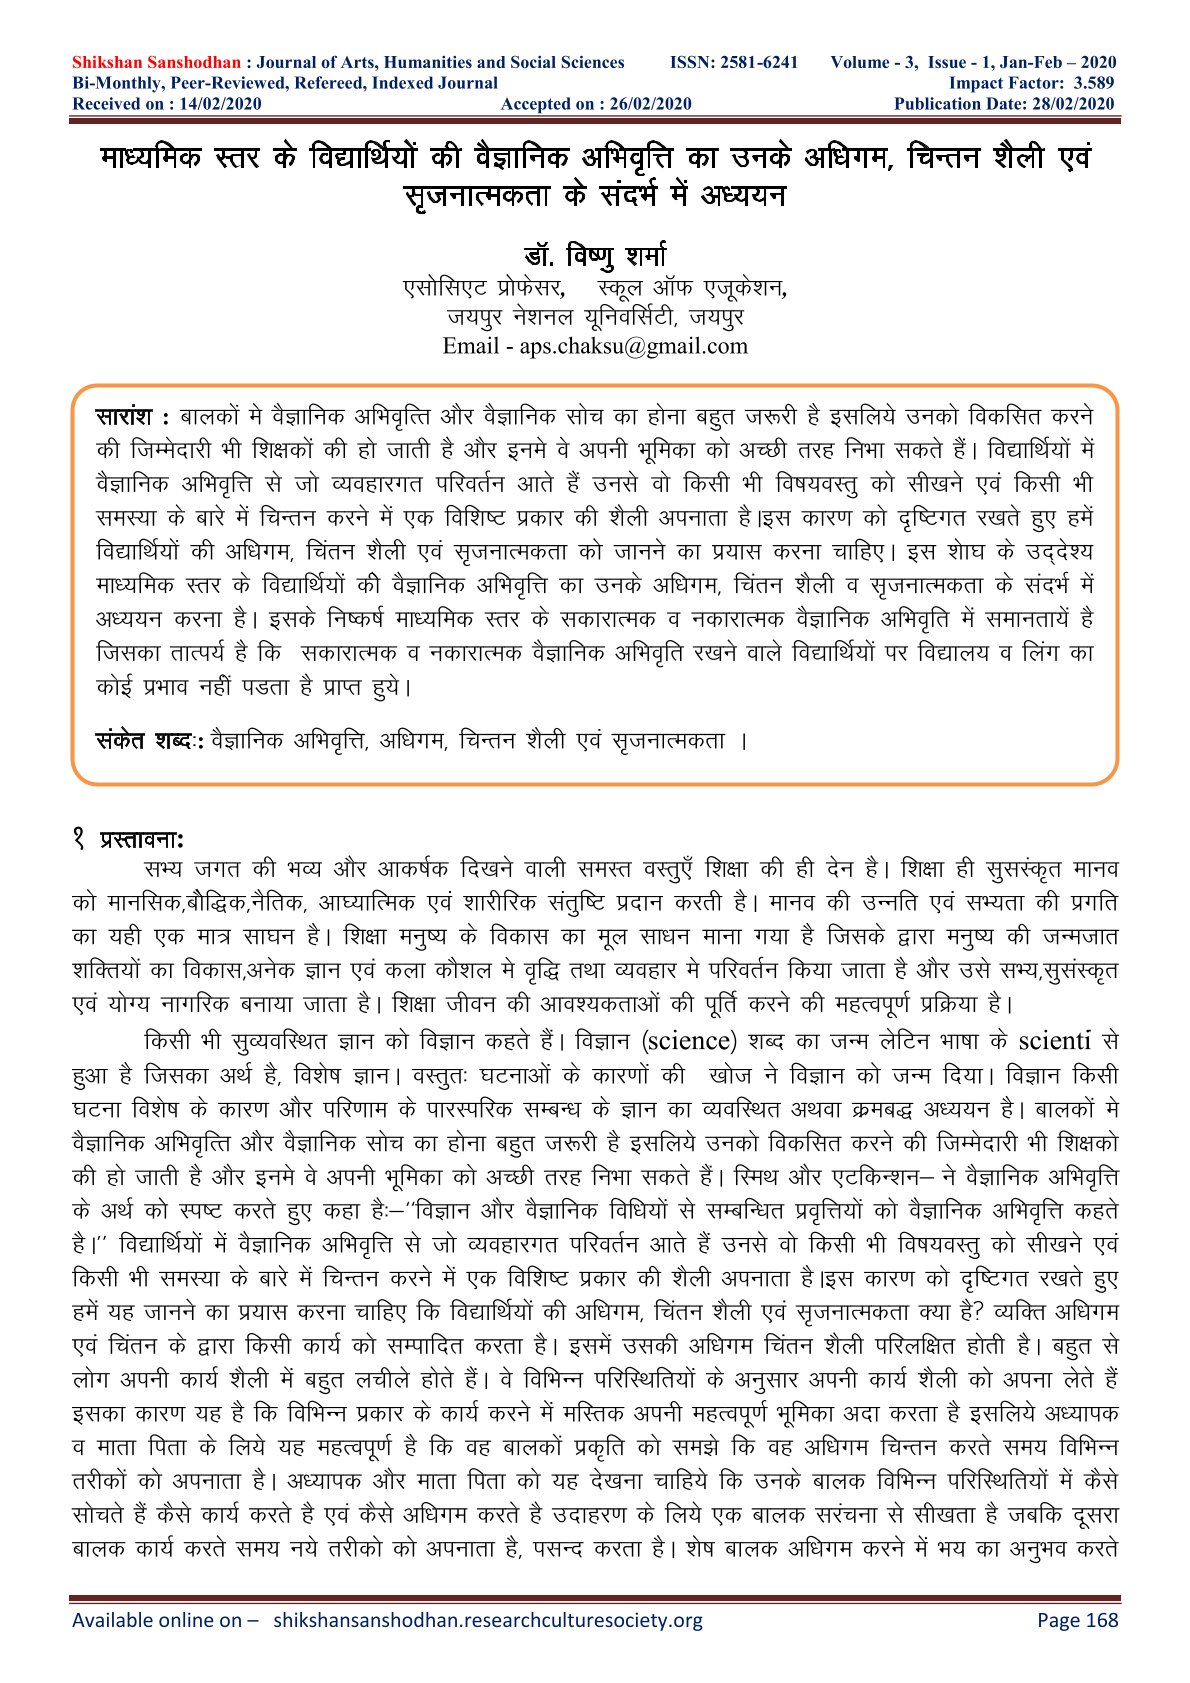 Shikshan Sanshodhan : Journal of Arts, Humanities and Social Sciences ISSN: 2581-6241 Volume - 3, Issue - 1, Jan-Feb – 2020
Bi-Monthly, Peer-Reviewed, Refereed, Indexed Journal Impact Factor: 3.589
Received on : 14/02/2020 Accepted on : 26/02/2020 Publication Date: 28/02/2020
माध्यमिक स्तर के विद्यार्थियों की वैज्ञानिक अभिवृत्ति का उनके अधिगम, चिन्तन शैली एवं
सृजनात्मकता के संदर्भ में अध्ययन
डॉ. विष्णु शर्मा
एसोसिएट प्रोफेसर, स्कूल ऑफ एजूकेशन,
जयपुर नेशनल यूनिवर्सिटी, जयपुर
Email - aps.chaksu@gmail.com
सारांश : बालकों मे वैज्ञानिक अभिवृत्ति और वैज्ञानिक सोच का होना बहुत जरूरी है इसलिये उनको विकसित करने
की जिम्मेदारी भी शिक्षकों की हो जाती है और इनमे वे अपनी भूमिका को अच्छी तरह निभा सकते हैं। विद्यार्थियों में
वैज्ञानिक अभिवृत्ति से जो व्यवहारगत परिवर्तन आते हैं उनसे वो किसी भी विषयवस्तु को सीखने एवं किसी भी
समस्या के बारे में चिन्तन करने में एक विशिष्ट प्रकार की शैली अपनाता है।इस कारण को दृष्टिगत रखते हुए हमें
विद्यार्थियों की अधिगम, चिंतन शैली एवं सृजनात्मकता को जानने का प्रयास करना चाहिए। इस शेाघ के उद्देश्य
माध्यमिक स्तर के विद्यार्थियों की वैज्ञानिक अभिवृत्ति का उनके अधिगम, चिंतन शैली व सृजनात्मकता के संदर्भ में
अध्ययन करना है। इसके निष्कर्ष माध्यमिक स्तर के सकारात्मक व नकारात्मक वैज्ञानिक अभिवृति में समानतायें है
जिसका तात्पर्य है कि सकारात्मक व नकारात्मक वैज्ञानिक अभिवृति रखने वाले विद्यार्थियों पर विद्यालय व लिंग का
कोई प्रभाव नहीं पडता है प्राप्त हुये।
संकेत शब्दः: वैज्ञानिक अभिवृत्ति, अधिगम, चिन्तन शैली एवं सृजनात्मकता ।
१ प्रस्तावना:
सभ्य जगत की भव्य और आकर्षक दिखने वाली समस्त वस्तुएँ शिक्षा की ही देन है। शिक्षा ही सुसंस्कृत मानव
को मानसिक,बौद्धिक,नैतिक, आघ्यात्मिक एवं शारीरिक संतुष्टि प्रदान करती है। मानव की उन्नति एवं सभ्यता की प्रगति
का यही एक मात्र साघन है। शिक्षा मनुष्य के विकास का मूल साधन माना गया है जिसके द्वारा मनुष्य की जन्मजात
शक्तियों का विकास,अनेक ज्ञान एवं कला कौशल मे वृद्धि तथा व्यवहार मे परिवर्तन किया जाता है और उसे सभ्य,सुसंस्कृत
एवं योग्य नागरिक बनाया जाता है। शिक्षा जीवन की आवश्यकताओं की पूर्ति करने की महत्वपूर्ण प्रक्रिया है।
किसी भी सुव्यवस्थित ज्ञान को विज्ञान कहते हैं। विज्ञान (science) शब्द का जन्म लेटिन भाषा के scienti से
हुआ है जिसका अर्थ है, विशेष ज्ञान। वस्तुतः घटनाओं के कारणों की खोज ने विज्ञान को जन्म दिया। विज्ञान किसी
घटना विशेष के कारण और परिणाम के पारस्परिक सम्बन्ध के ज्ञान का व्यवस्थित अथवा क्रमबद्ध अध्ययन है। बालकों मे
वैज्ञानिक अभिवृत्ति और वैज्ञानिक सोच का होना बहुत जरूरी है इसलिये उनको विकसित करने की जिम्मेदारी भी शिक्षको
की हो जाती है और इनमे वे अपनी भूमिका को अच्छी तरह निभा सकते हैं। स्मिथ और एटकिन्शन– ने वैज्ञानिक अभिवृत्ति
के अर्थ को स्पष्ट करते हुए कहा हैः–''विज्ञान और वैज्ञानिक विधियों से सम्बन्धित प्रवृत्तियों को वैज्ञानिक अभिवृत्ति कहते
है।'' विद्यार्थियों में वैज्ञानिक अभिवृत्ति से जो व्यवहारगत परिवर्तन आते हैं उनसे वो किसी भी विषयवस्तु को सीखने एवं
किसी भी समस्या के बारे में चिन्तन करने में एक विशिष्ट प्रकार की शैली अपनाता है।इस कारण को दृष्टिगत रखते हुए
हमें यह जानने का प्रयास करना चाहिए कि विद्यार्थियों की अधिगम, चिंतन शैली एवं सृजनात्मकता क्या है? व्यक्ति अधिगम
एवं चिंतन के द्वारा किसी कार्य को सम्पादित करता है। इसमें उसकी अधिगम चिंतन शैली परिलक्षित होती है। बहुत से
लोग अपनी कार्य शैली में बहुत लचीले होते हैं। वे विभिन्न परिस्थितियों के अनुसार अपनी कार्य शैली को अपना लेते हैं
इसका कारण यह है कि विभिन्न प्रकार के कार्य करने में मस्तिक अपनी महत्वपूर्ण भूमिका अदा करता है इसलिये अध्यापक
व माता पिता के लिये यह महत्वपूर्ण है कि वह बालकों प्रकृति को समझे कि वह अधिगम चिन्तन करते समय विभिन्न
तरीकों को अपनाता है। अध्यापक और माता पिता को यह देखना चाहिये कि उनके बालक विभिन्न परिस्थितियों में कैसे
सोचते हैं कैसे कार्य करते है एवं कैसे अधिगम करते है उदाहरण के लिये एक बालक सरंचना से सीखता है जबकि दूसरा
बालक कार्य करते समय नये तरीको को अपनाता है, पसन्द करता है। शेष बालक अधिगम करने में भय का अनुभव करते
Available online on – shikshansanshodhan.researchculturesociety.org Page 168